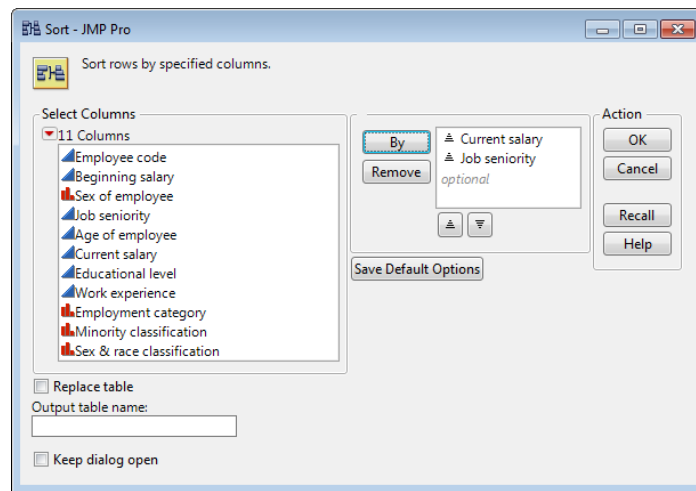 Sort - JMP Pro
Sort rows by specified columns.
Select Columns
11 Columns
Employee code
Beginning salary
Sex of employee
Job seniority
Age of employee
Current salary
Educational level
Work experience
Employment category
Minority classification
Sex & race classification
Replace table
Output table name:
Keep dialog open
By
Remove
Current salary
Job seniority
optional
Save Default Options
Action
OK
Cancel
Recall
Help